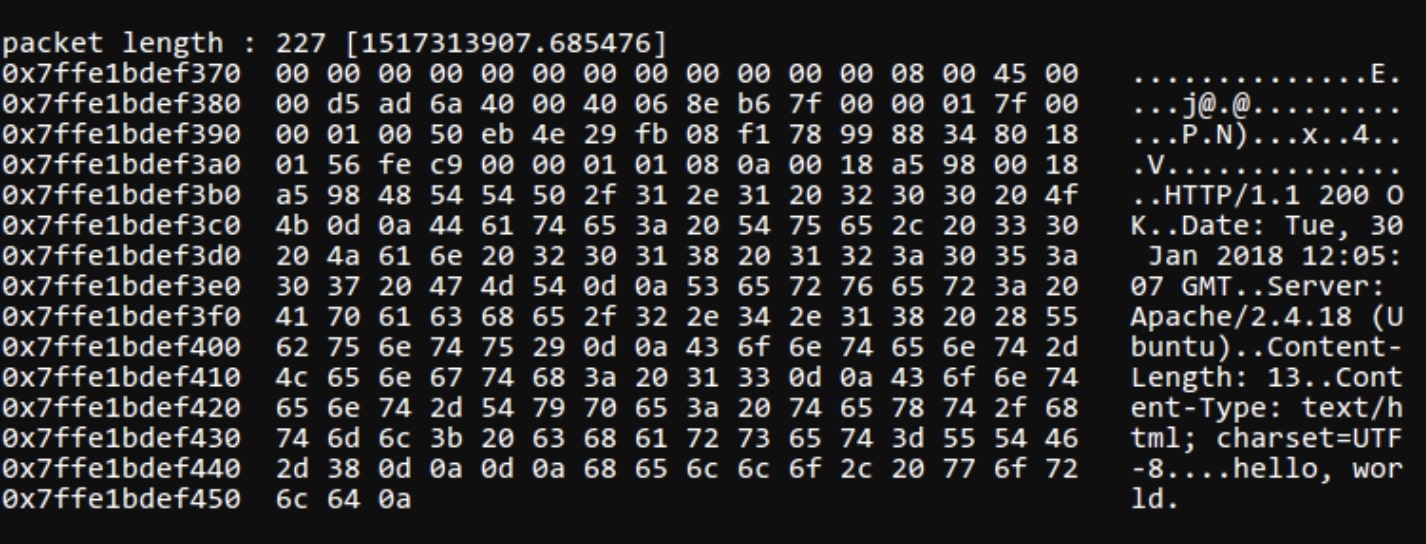 packet length : 227 [1517313907.685476]
0x7ffe1bdef370  00 00 00 00 00 00 00 00 00 00 00 00 08 00 45 00   ..............E.
0x7ffe1bdef380  00 d5 ad 6a 40 00 40 06 8e b6 7f 00 00 01 7f 00   ...j@.@.........
0x7ffe1bdef390  00 01 00 50 eb 4e 29 fb 08 f1 78 99 88 34 80 18   ...P.N)...x..4..
0x7ffe1bdef3a0  01 56 fe c9 00 00 01 01 08 0a 00 18 a5 98 00 18   .V..............
0x7ffe1bdef3b0  a5 98 48 54 54 50 2f 31 2e 31 20 32 30 30 20 4f   ..HTTP/1.1 200 O
0x7ffe1bdef3c0  4b 0d 0a 44 61 74 65 3a 20 54 75 65 2c 20 33 30   K..Date: Tue, 30
0x7ffe1bdef3d0  20 4a 61 6e 20 32 30 31 38 20 31 32 3a 30 35 3a    Jan 2018 12:05:
0x7ffe1bdef3e0  30 37 20 47 4d 54 0d 0a 53 65 72 76 65 72 3a 20   07 GMT..Server:
0x7ffe1bdef3f0  41 70 61 63 68 65 2f 32 2e 34 2e 31 38 20 28 55   Apache/2.4.18 (U
0x7ffe1bdef400  62 75 6e 74 75 29 0d 0a 43 6f 6e 74 65 6e 74 2d   buntu)..Content-
0x7ffe1bdef410  4c 65 6e 67 74 68 3a 20 31 33 0d 0a 43 6f 6e 74   Length: 13..Cont
0x7ffe1bdef420  65 6e 74 2d 54 79 70 65 3a 20 74 65 78 74 2f 68   ent-Type: text/h
0x7ffe1bdef430  74 6d 6c 3b 20 63 68 61 72 73 65 74 3d 55 54 46   tml; charset=UTF
0x7ffe1bdef440  2d 38 0d 0a 0d 0a 68 65 6c 6c 6f 2c 20 77 6f 72   -8....hello, wor
0x7ffe1bdef450  6c 64 0a   ld.